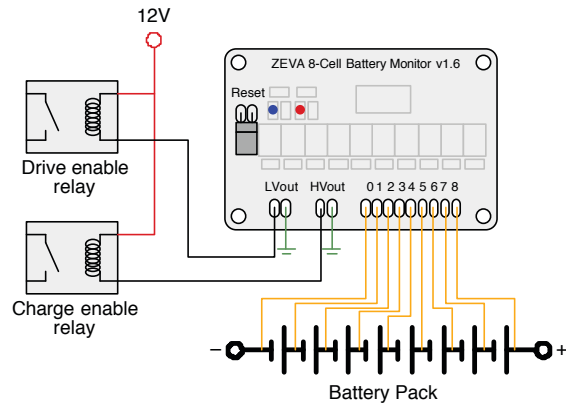 12V
ZEVA 8-Cell Battery Monitor v1.6
Reset
Drive enable
relay
LVout HVout 0 1 2 3 4 5 6 7 8
Charge enable
relay
– +
Battery Pack